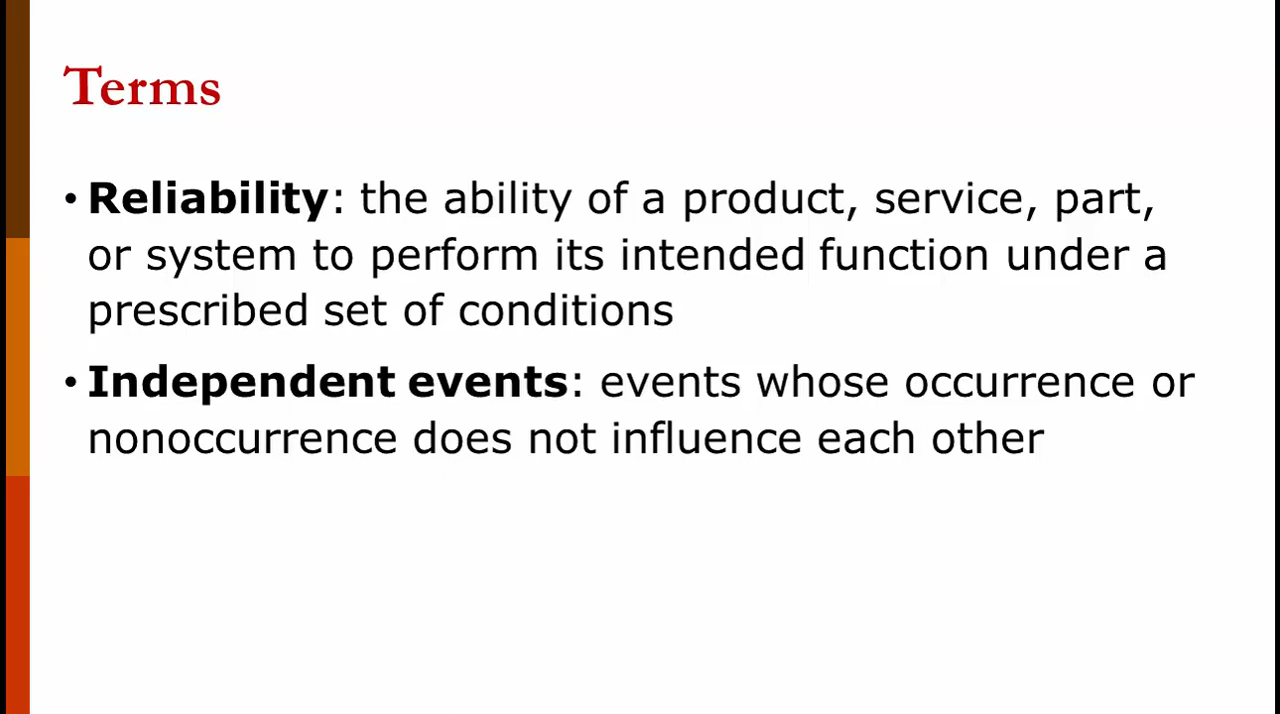 Terms
• Reliability: the ability of a product, service, part,
or system to perform its intended function under a
prescribed set of conditions
• Independent events: events whose occurrence or
nonoccurrence does not influence each other